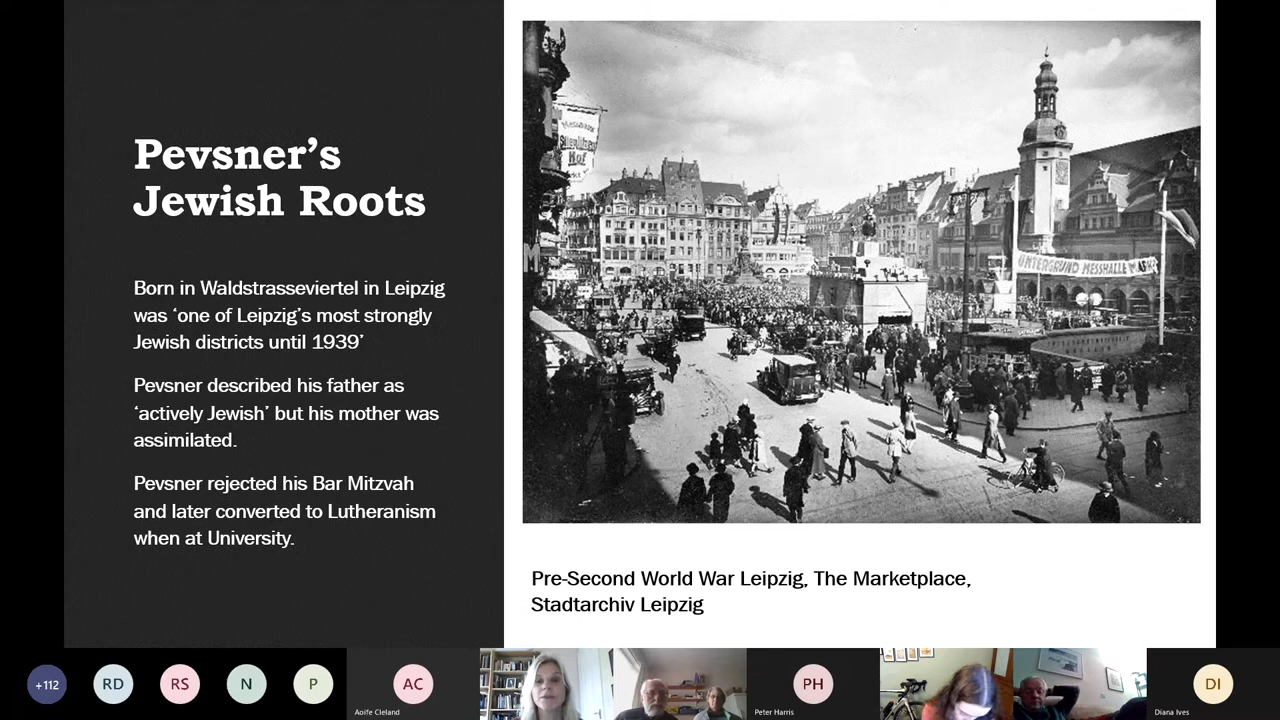 Pevsner’s
Jewish Roots
Born in Waldstrasseviertel in Leipzig
was ‘one of Leipzig’s most strongly
Jewish districts until 1939’
Pevsner described his father as
‘actively Jewish’ but his mother was
assimilated.
Pevsner rejected his Bar Mitzvah
and later converted to Lutheranism
when at University.
Hof
UNTERGRUND MESSHALLE MARKT
Pre-Second World War Leipzig, The Marketplace,
Stadtarchiv Leipzig
+112
RD
RS
N
P
AC
Aoife Cleland
PH
Peter Harris
DI
Diana Ives